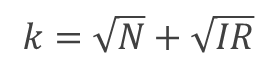 k = √N + √IR